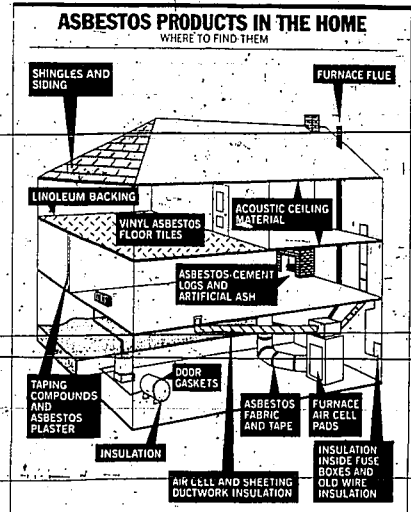 ASBESTOS PRODUCTS IN THE HOME
WHERE TO FIND THEM
SHINGLES AND
SIDING
FURNACE FLUE
LINOLEUM BACKING
VINYL ASBESTOS
FLOOR TILES
ACOUSTIC CEILING
MATERIAL
ASBESTOS-CEMENT
LOGS AND
ARTIFICIAL ASH
TAPING
COMPOUNDS
AND
ASBESTOS
PLASTER
DOOR
GASKETS
INSULATION
ASBESTOS
FABRIC
AND TAPE
FURNACE
AIR CELL
PADS
AIR CELL AND SHEETING
DUCTWORK INSULATION
INSULATION
INSIDE FUSE
BOXES AND
OLD WIRE
INSULATION